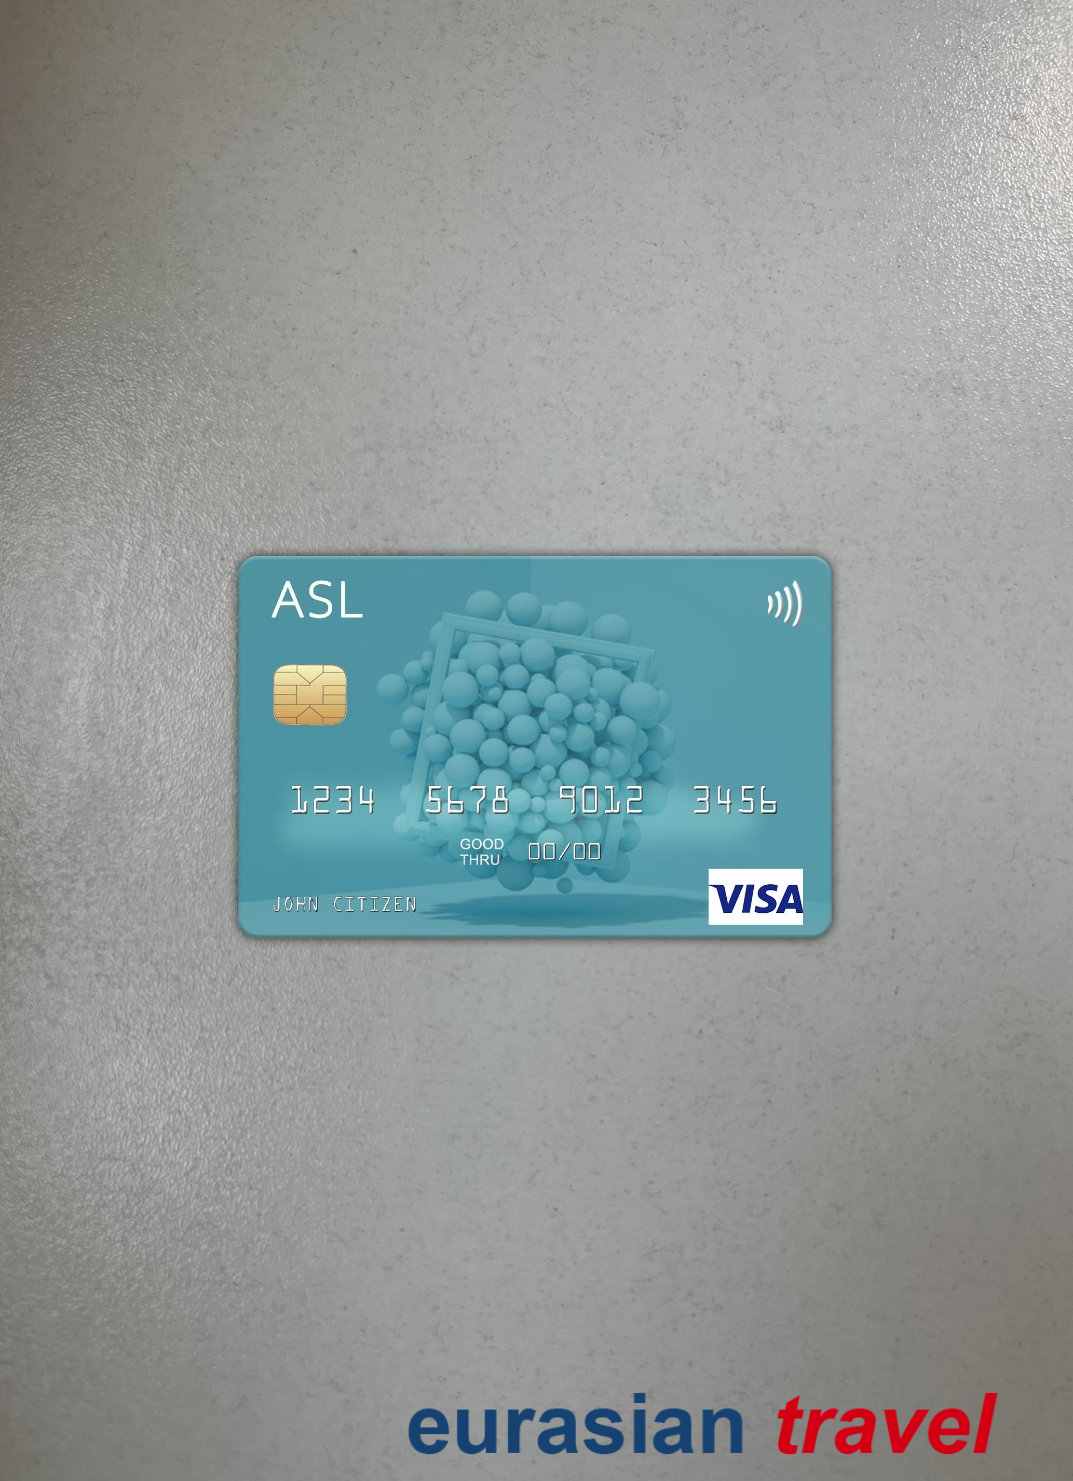 ASL
1234 5678 9012 3456
GOOD
THRU 00/00
JOHN CITIZEN
VISA
eurasian travel